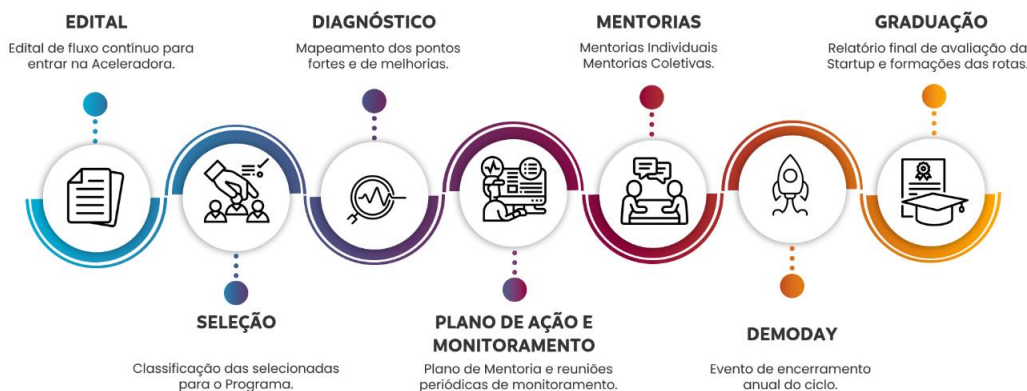 EDITAL
Edital de fluxo contínuo para
entrar na Aceleradora.
DIAGNÓSTICO
Mapeamento dos pontos
fortes e de melhorias.
MENTORIAS
Mentorias Individuais
Mentorias Coletivas.
GRADUAÇÃO
Relatório final de avaliação da
Startup e formações das rotas.
SELEÇÃO
Classificação das selecionadas
para o Programa.
PLANO DE AÇÃO E
MONITORAMENTO
Plano de Mentoria e reuniões
periódicas de monitoramento.
DEMODAY
Evento de encerramento
anual do ciclo.